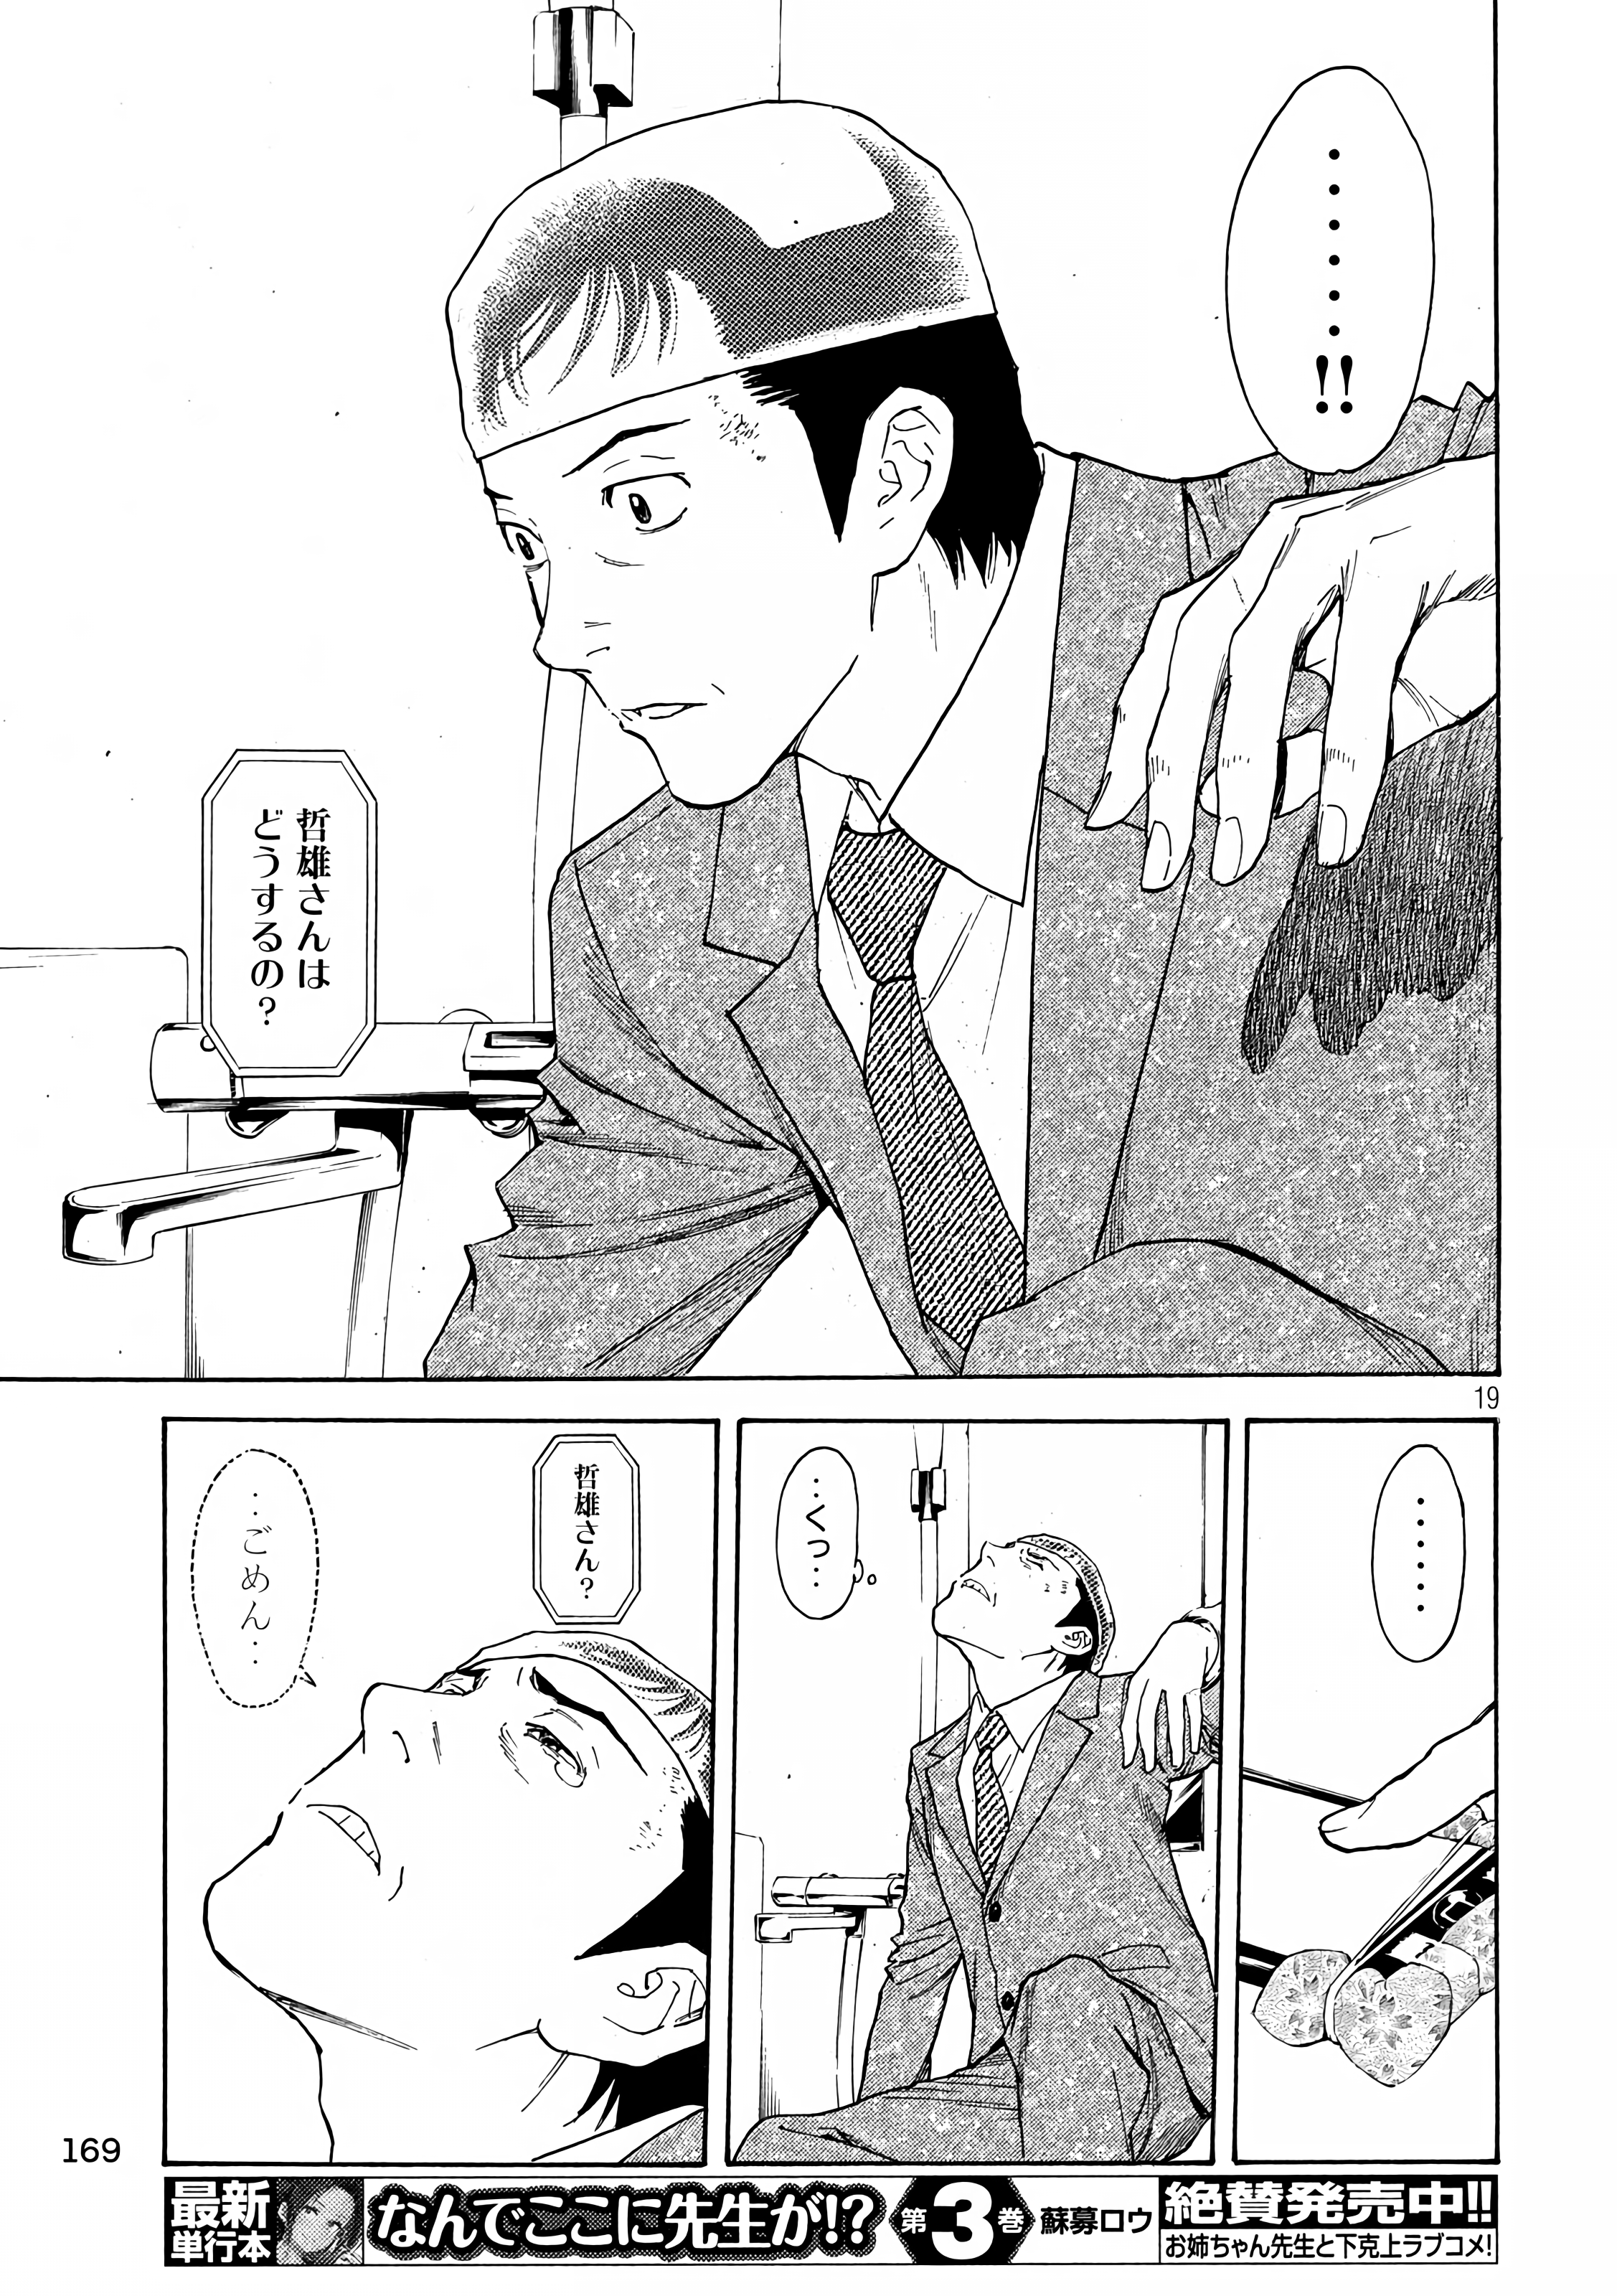 ・・・・・・!!
哲雄さんは
どうするの?
19
・・・・・・
・・くっ・・
哲雄さん?
・・ごめん・・
169
最新
単行本
なんでここに先生が!?
第3巻
蘇募ロウ
絶賛発売中!!
お姉ちゃん先生と下克上ラブコメ!